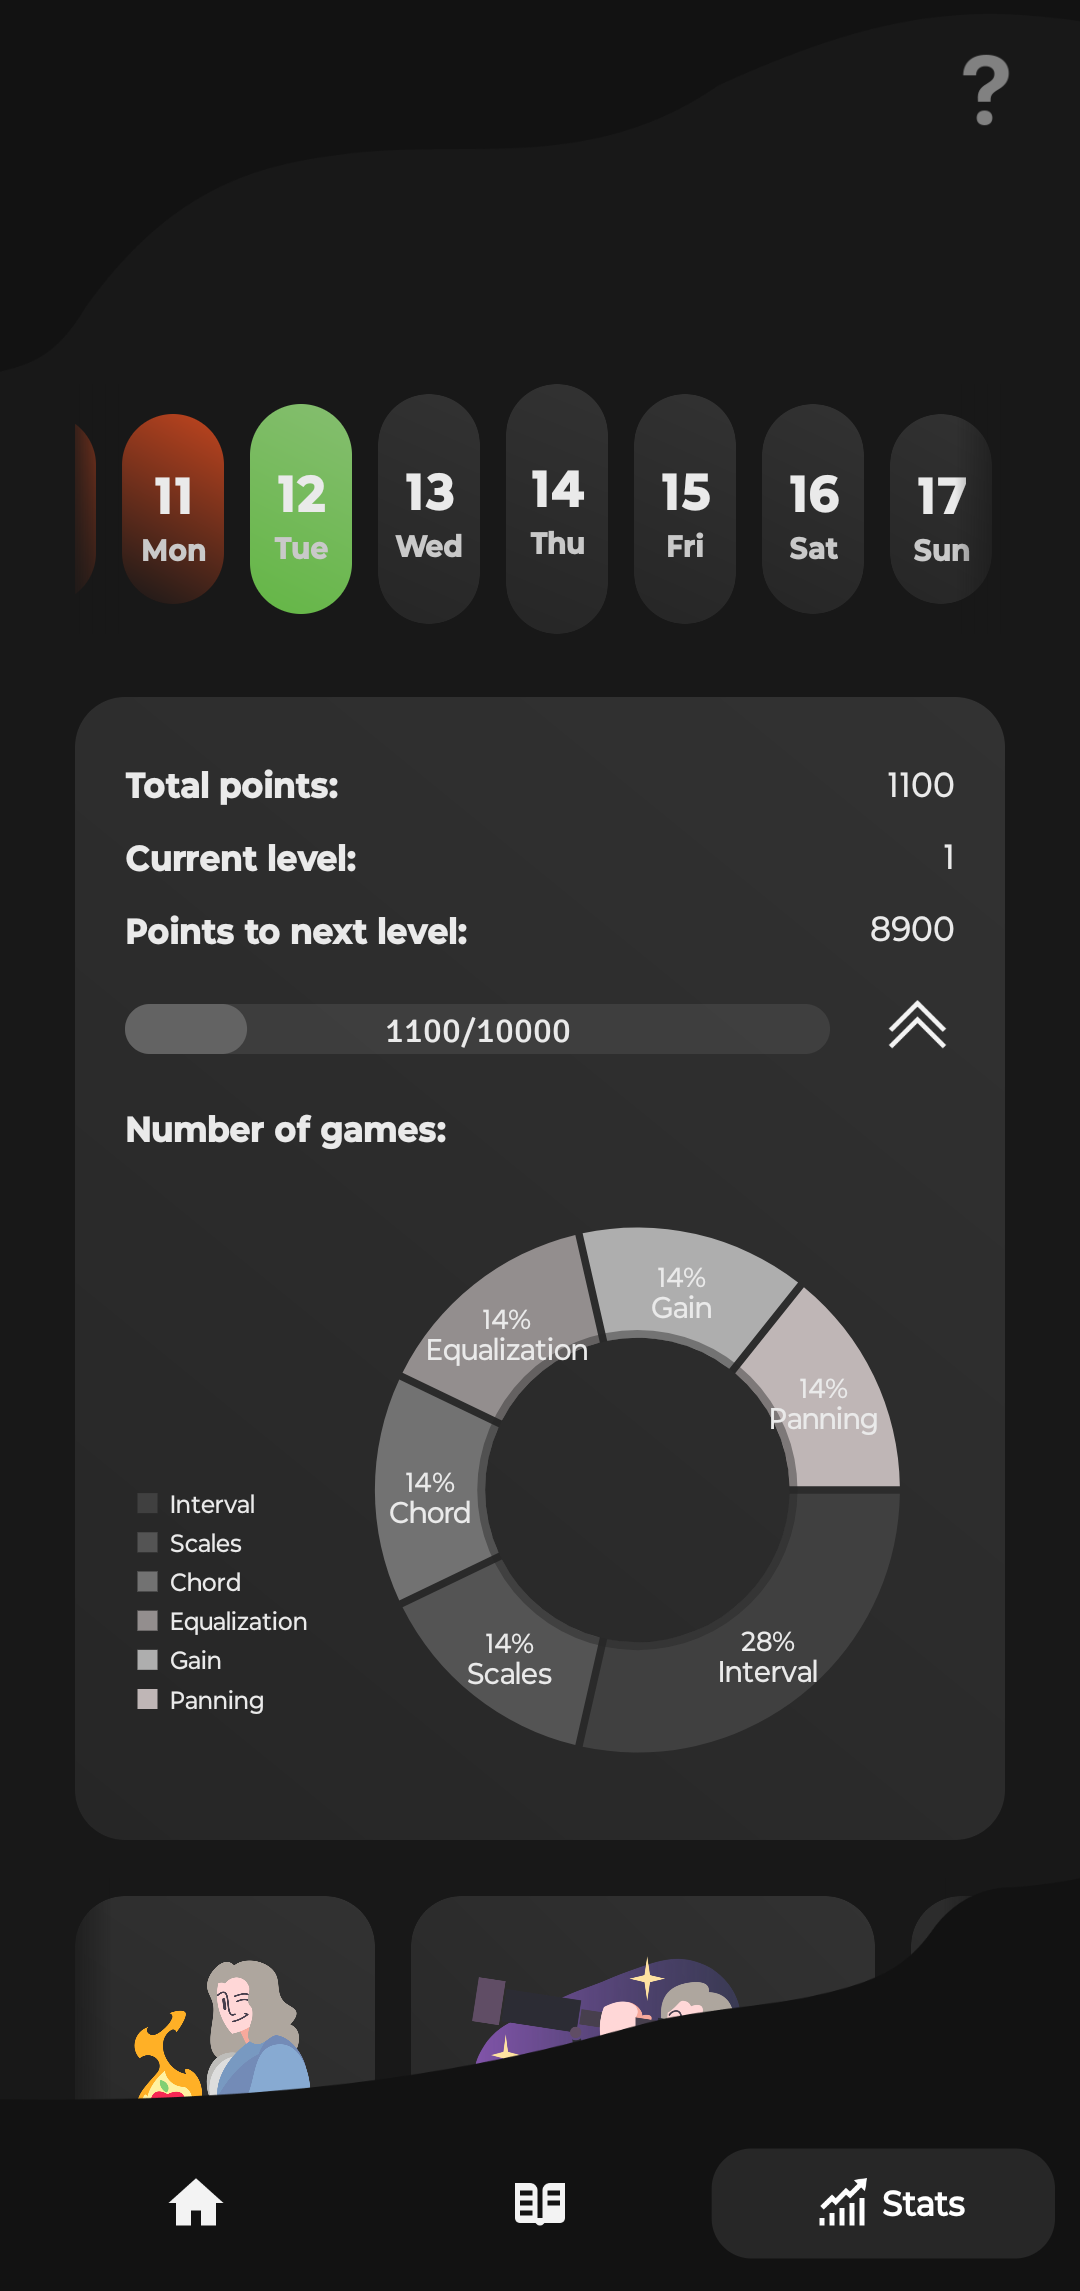 ?
11
Mon
12
Tue
13
Wed
14
Thu
15
Fri
16
Sat
17
Sun
Total points: 1100
Current level: 1
Points to next level: 8900
1100/10000
Number of games:
14%
Gain
14%
Equalization
14%
Panning
14%
Chord
14%
Scales
28%
Interval
Interval
Scales
Chord
Equalization
Gain
Panning
Stats